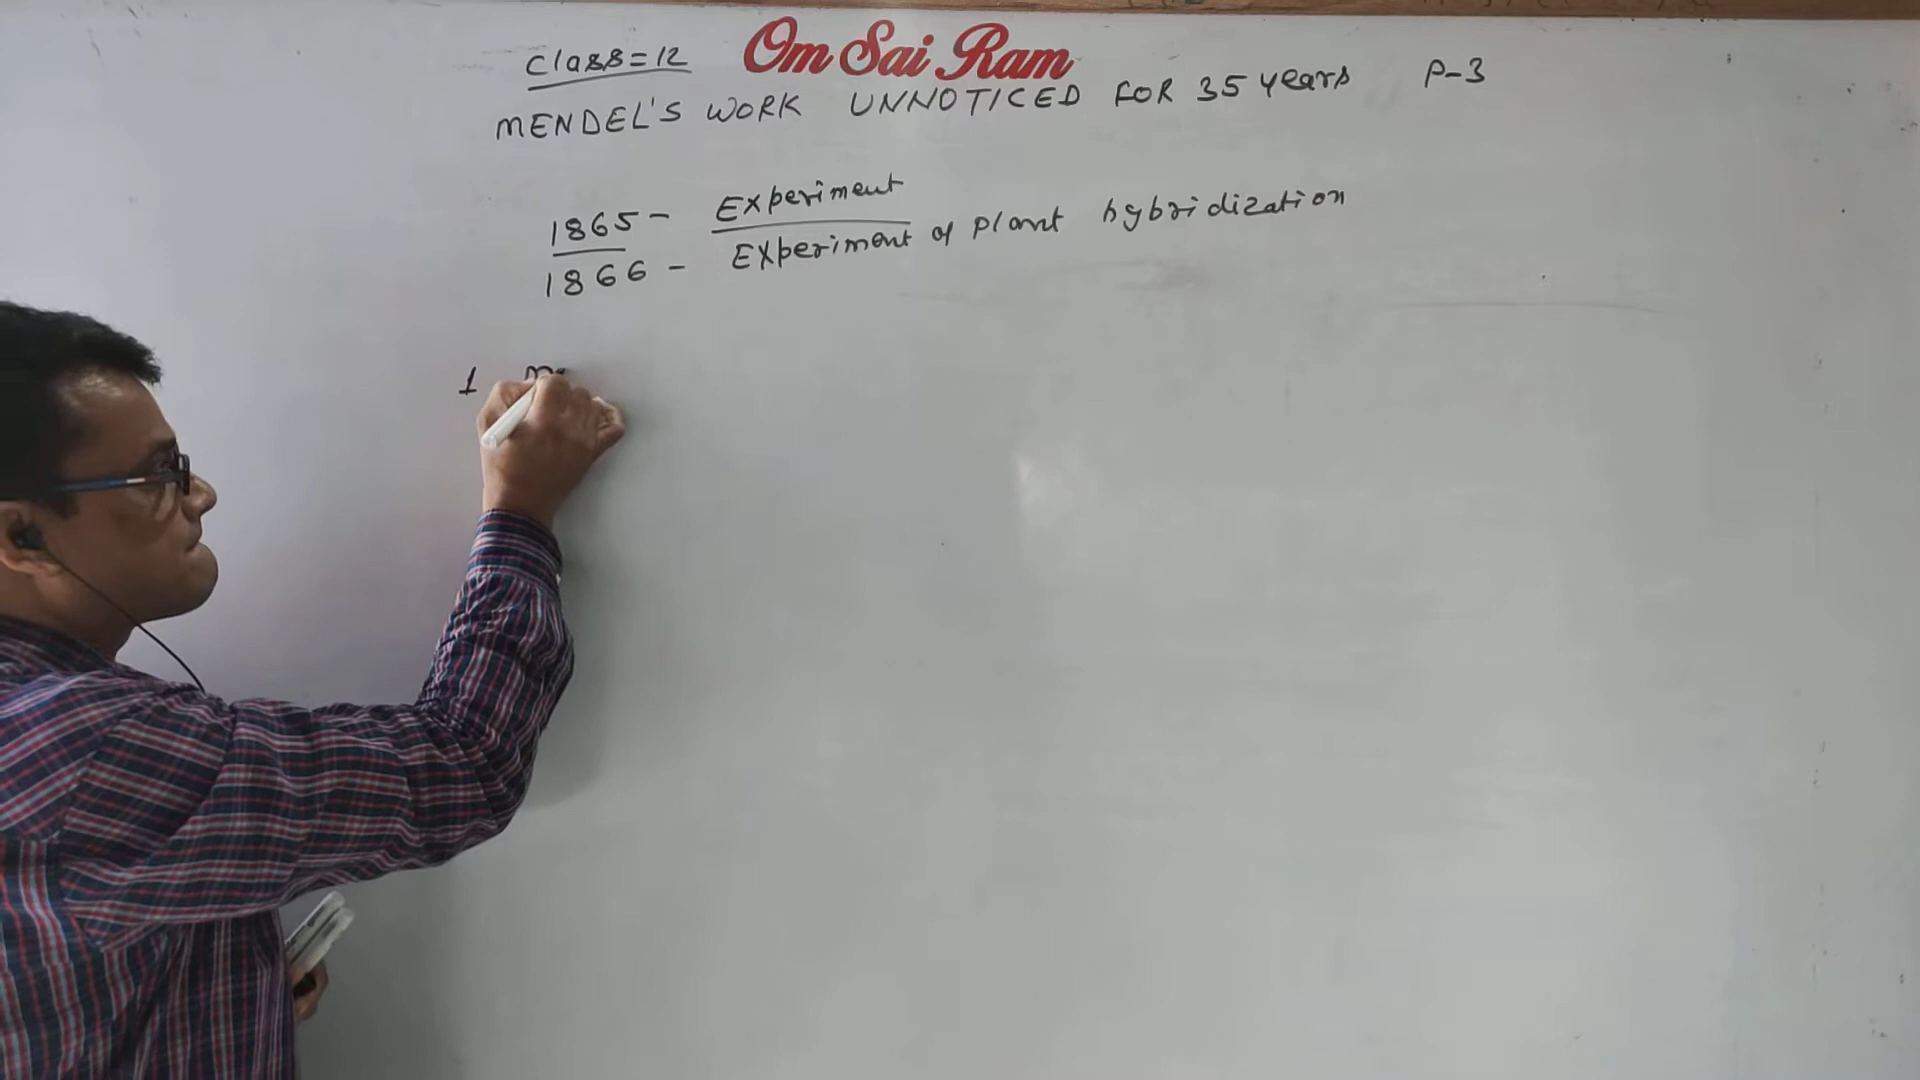 Class=12 Om Sai Ram
MENDEL'S WORK UNNOTICED FOR 35 years P-3
1865- Experiment
1866- Experiment of plant hybridization
1